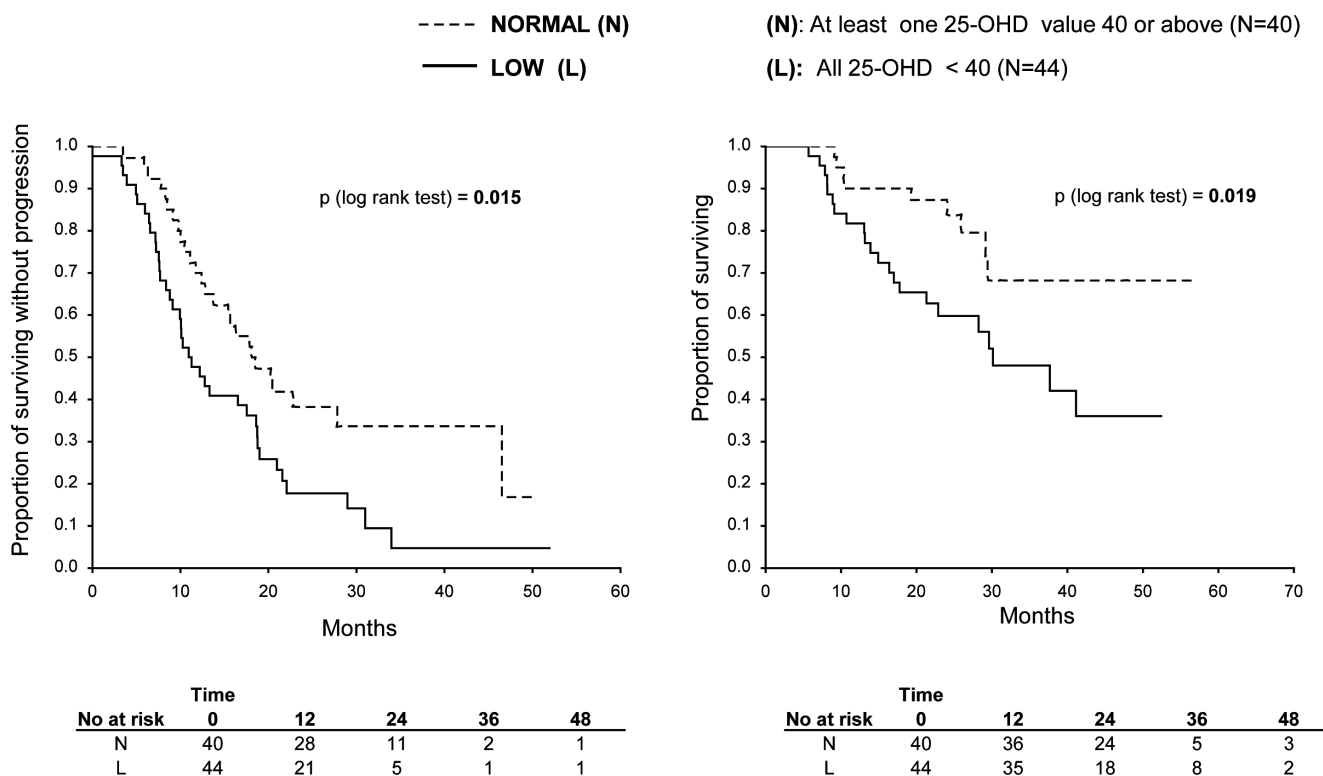 NORMAL (N)
LOW (L)
(N): At least one 25-OHD value 40 or above (N=40)
(L): All 25-OHD < 40 (N=44)
Proportion of surviving without progression
1.0
0.9
0.8
0.7
0.6
0.5
0.4
0.3
0.2
0.1
0.0
p (log rank test) = 0.015
0 10 20 30 40 50 60
Months
Time
No at risk 0 12 24 36 48
N 40 28 11 2 1
L 44 21 5 1 1
Proportion of surviving
1.0
0.9
0.8
0.7
0.6
0.5
0.4
0.3
0.2
0.1
0.0
p (log rank test) = 0.019
0 10 20 30 40 50 60 70
Months
Time
No at risk 0 12 24 36 48
N 40 36 24 5 3
L 44 35 18 8 2